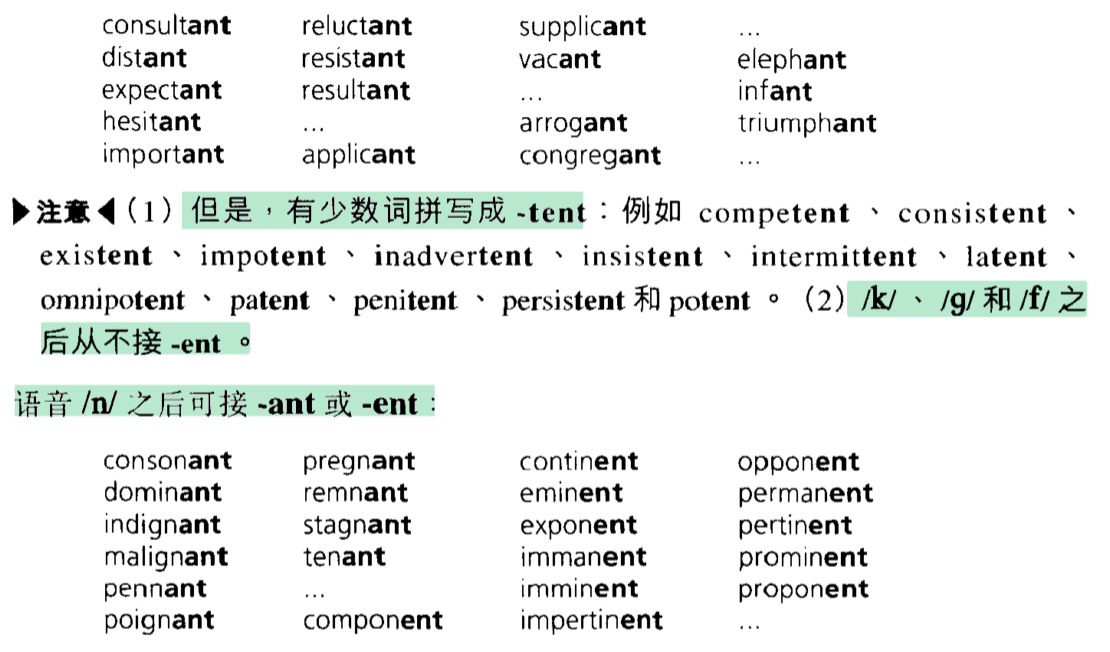 consultant reluctant supplicant ...
distant resistant vacant elephant
expectant resultant ... infant
hesitant ... arrogant triumphant
important applicant congregant ...
▶注意◀(1) 但是，有少数词拼写成 -tent：例如 competent、consistent、
existent、impotent、inadvertent、insistent、intermittent、latent、
omnipotent、patent、penitent、persistent 和 potent。(2) /k/、/g/ 和 /f/ 之
后从不接 -ent。
语音 /n/ 之后可接 -ant 或 -ent：
consonant pregnant continent opponent
dominant remnant eminent permanent
indignant stagnant exponent pertinent
malignant tenant immanent prominent
pennant ... imminent proponent
poignant component impertinent ...